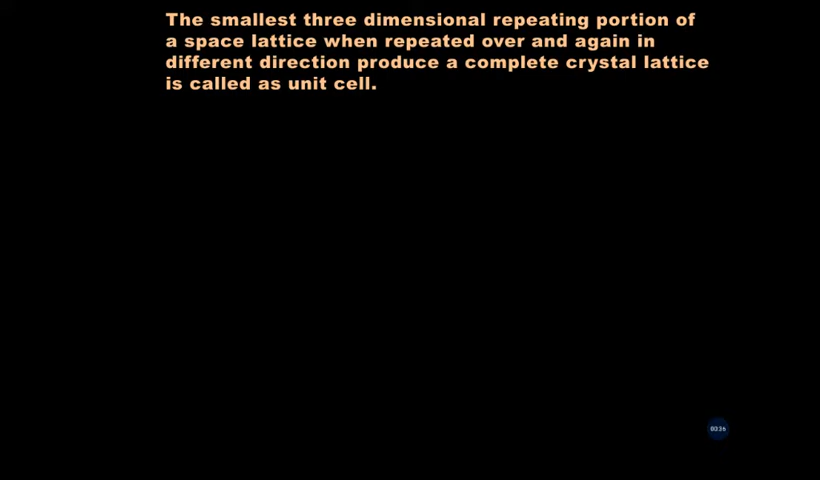 The smallest three dimensional repeating portion of
a space lattice when repeated over and again in
different direction produce a complete crystal lattice
is called as unit cell.
0336